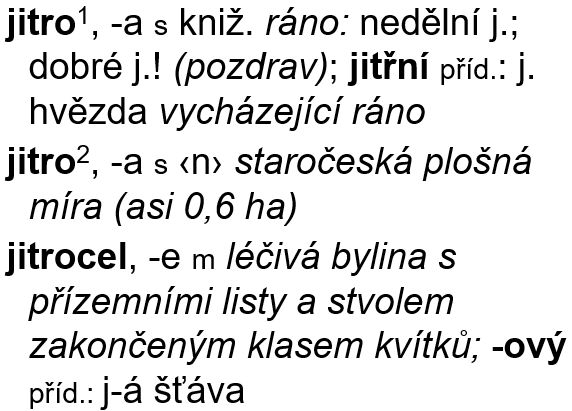 jitro¹, -a s kniž. ráno: nedělní j.;
dobré j.! (pozdrav); jitřní příd.: j.
hvězda vycházející ráno
jitro², -a s ‹n› staročeská plošná
míra (asi 0,6 ha)
jitrocel, -e m léčivá bylina s
přízemními listy a stvolem
zakončeným klasem kvítků; -ový
příd.: j-á šťáva